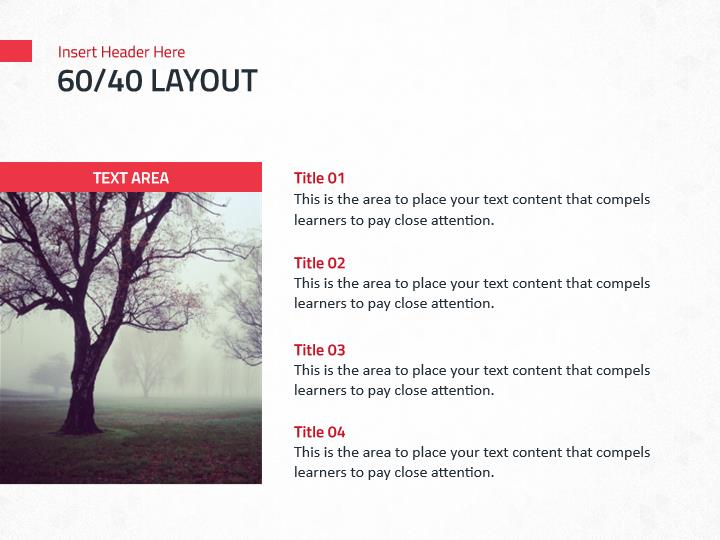 Insert Header Here
60/40 LAYOUT
TEXT AREA
Title 01
This is the area to place your text content that compels
learners to pay close attention.
Title 02
This is the area to place your text content that compels
learners to pay close attention.
Title 03
This is the area to place your text content that compels
learners to pay close attention.
Title 04
This is the area to place your text content that compels
learners to pay close attention.